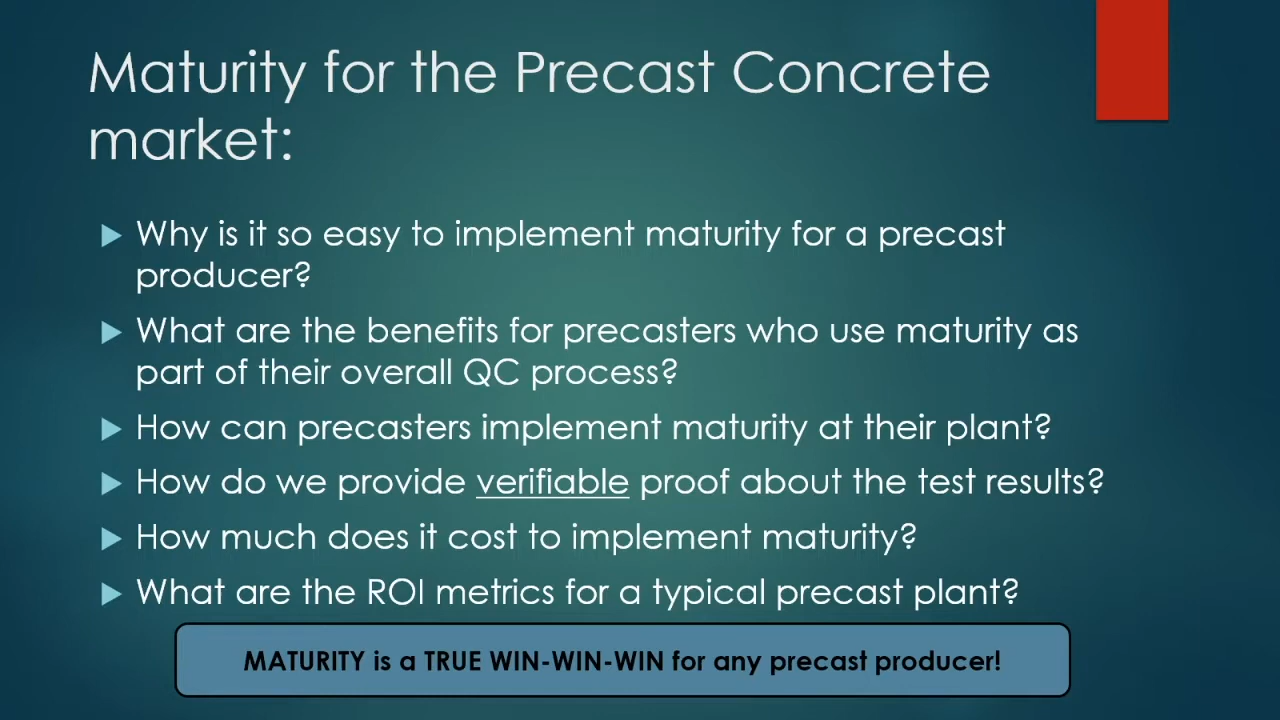 Maturity for the Precast Concrete
market:
Why is it so easy to implement maturity for a precast
producer?
What are the benefits for precasters who use maturity as
part of their overall QC process?
How can precasters implement maturity at their plant?
How do we provide verifiable proof about the test results?
How much does it cost to implement maturity?
What are the ROI metrics for a typical precast plant?
MATURITY is a TRUE WIN-WIN-WIN for any precast producer!